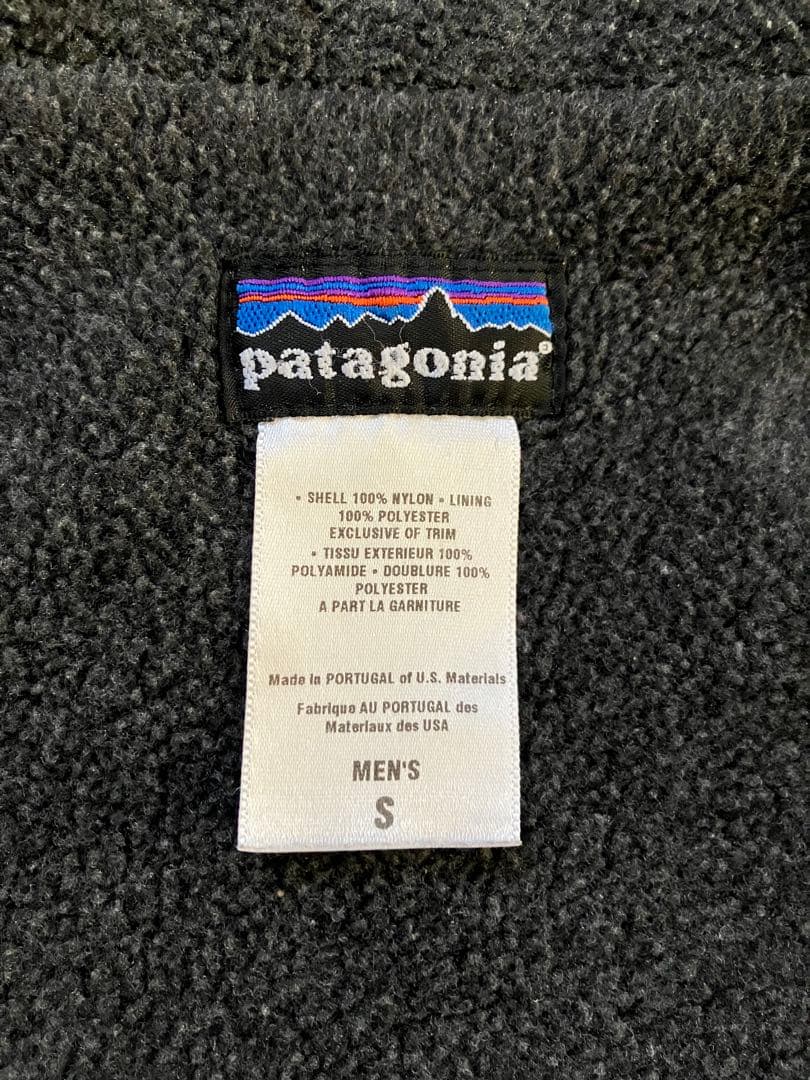 patagonia®
• SHELL 100% NYLON • LINING
100% POLYESTER
EXCLUSIVE OF TRIM
• TISSU EXTERIEUR 100%
POLYAMIDE • DOUBLURE 100%
POLYESTER
A PART LA GARNITURE
Made in PORTUGAL of U.S. Materials
Fabrique AU PORTUGAL des
Materiaux des USA
MEN'S
S